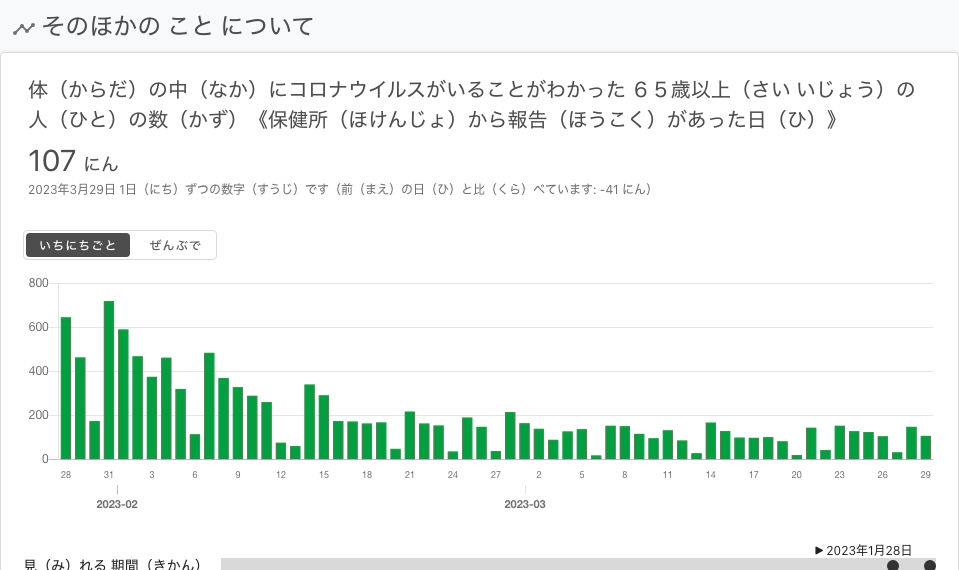 そのほかの こと について
体（からだ）の中（なか）にコロナウイルスがいることがわかった ６５歳以上（さい いじょう）の
人（ひと）の数（かず）《保健所（ほけんじょ）から報告（ほうこく）があった日（ひ）》
107 にん
2023年3月29日 1日（にち）ずつの数字（すうじ）です（前（まえ）の日（ひ）と比（くら）べています: -41 にん）
いちにちごと ぜんぶで
800
600
400
200
0
28 31 3 6 9 12 15 18 21 24 27 2 5 8 11 14 17 20 23 26 29
2023-02 2023-03
2023年1月28日
見（み）れる 期間（きかん）